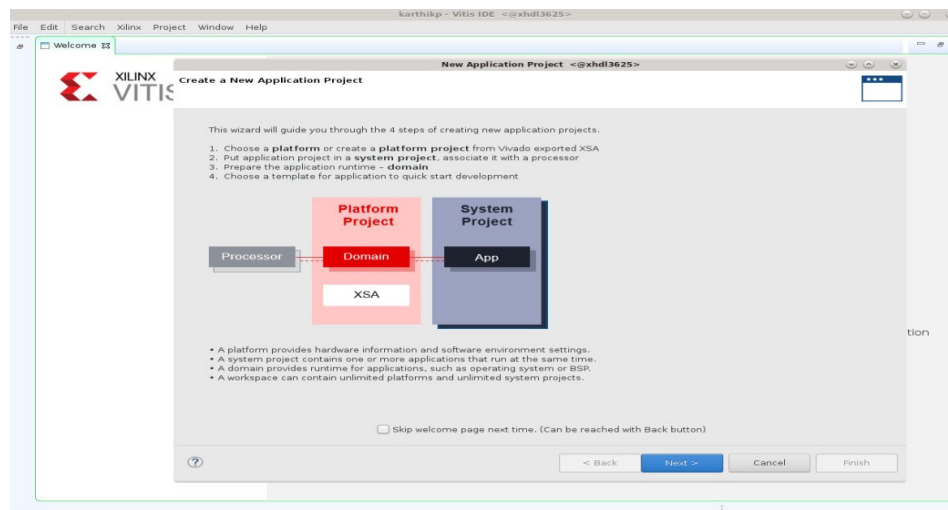 karthikp - Vitis IDE <@xhdl3625>
File Edit Search Xilinx Project Window Help
Welcome
New Application Project <@xhdl3625>
XILINX
VITIS
Create a New Application Project
This wizard will guide you through the 4 steps of creating new application projects.
1. Choose a platform or create a platform project from Vivado exported XSA
2. Put application project in a system project, associate it with a processor
3. Prepare the application runtime - domain
4. Choose a template for application to quick start development
Platform Project
System Project
Processor
Domain
App
XSA
tion
• A platform provides hardware information and software environment settings.
• A system project contains one or more applications that run at the same time.
• A domain provides runtime for applications, such as operating system or BSP.
• A workspace can contain unlimited platforms and unlimited system projects.
Skip welcome page next time. (Can be reached with Back button)
?
< Back
Next >
Cancel
Finish